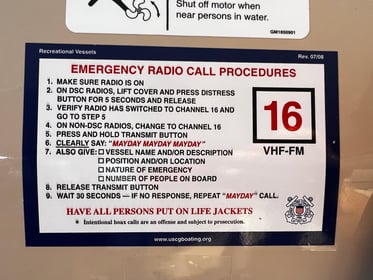 Shut off motor when
near persons in water.
GM1850901
Recreational Vessels
Rev. 07/08
EMERGENCY RADIO CALL PROCEDURES
1. MAKE SURE RADIO IS ON
2. ON DSC RADIOS, LIFT COVER AND PRESS DISTRESS
BUTTON FOR 5 SECONDS AND RELEASE
3. VERIFY RADIO HAS SWITCHED TO CHANNEL 16 AND
GO TO STEP 5
4. ON NON-DSC RADIOS, CHANGE TO CHANNEL 16
5. PRESS AND HOLD TRANSMIT BUTTON
6. CLEARLY SAY: "MAYDAY MAYDAY MAYDAY"
7. ALSO GIVE: □ VESSEL NAME AND/OR DESCRIPTION
□ POSITION AND/OR LOCATION
□ NATURE OF EMERGENCY
□ NUMBER OF PEOPLE ON BOARD
8. RELEASE TRANSMIT BUTTON
9. WAIT 30 SECONDS — IF NO RESPONSE, REPEAT "MAYDAY" CALL.
16
VHF-FM
HAVE ALL PERSONS PUT ON LIFE JACKETS
* Intentional hoax calls are an offense and subject to prosecution.
www.uscgboating.org